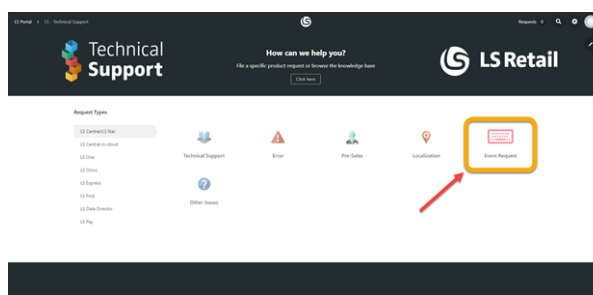 LS Portal > LS - Technical Support
LS
Requests 0
Technical
Support
How can we help you?
File a specific product request or browse the knowledge base
Click here
LS Retail
Request Types
LS Central/LS Nav
LS Central in-cloud
LS One
LS Omni
LS Express
LS First
LS Data Director
LS Pay
Technical Support
Error
Pre-Sales
Localization
Event Request
Other Issues